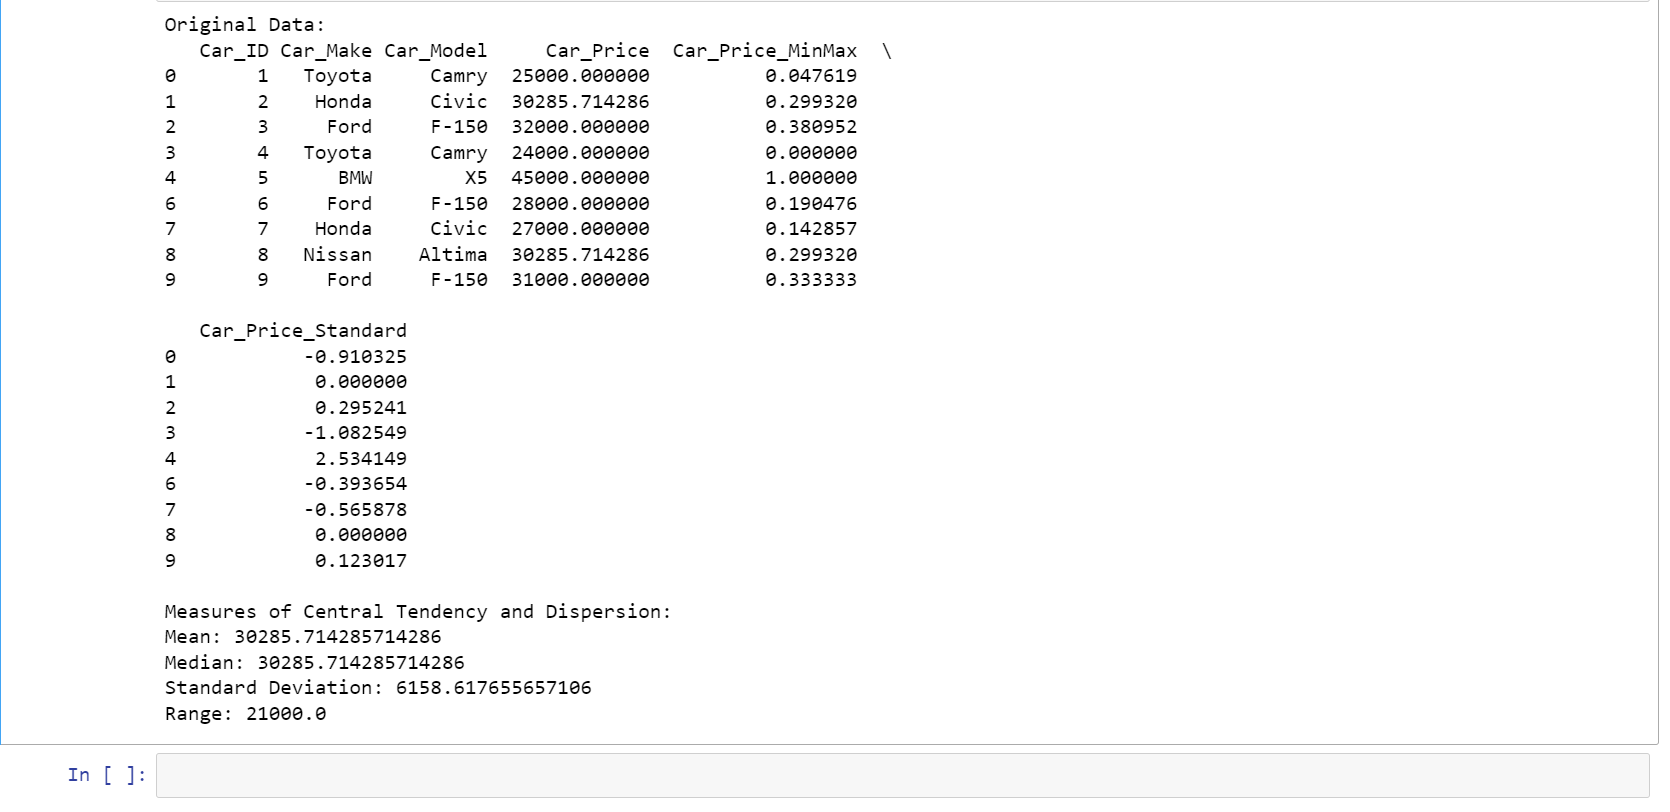 Original Data:
   Car_ID Car_Make Car_Model     Car_Price  Car_Price_MinMax  \
0       1   Toyota     Camry  25000.000000          0.047619
1       2    Honda     Civic  30285.714286          0.299320
2       3     Ford     F-150  32000.000000          0.380952
3       4   Toyota     Camry  24000.000000          0.000000
4       5      BMW        X5  45000.000000          1.000000
6       6     Ford     F-150  28000.000000          0.190476
7       7    Honda     Civic  27000.000000          0.142857
8       8   Nissan    Altima  30285.714286          0.299320
9       9     Ford     F-150  31000.000000          0.333333
   Car_Price_Standard
0           -0.910325
1            0.000000
2            0.295241
3           -1.082549
4            2.534149
6           -0.393654
7           -0.565878
8            0.000000
9            0.123017
Measures of Central Tendency and Dispersion:
Mean: 30285.714285714286
Median: 30285.714285714286
Standard Deviation: 6158.617655657106
Range: 21000.0
In [ ]: